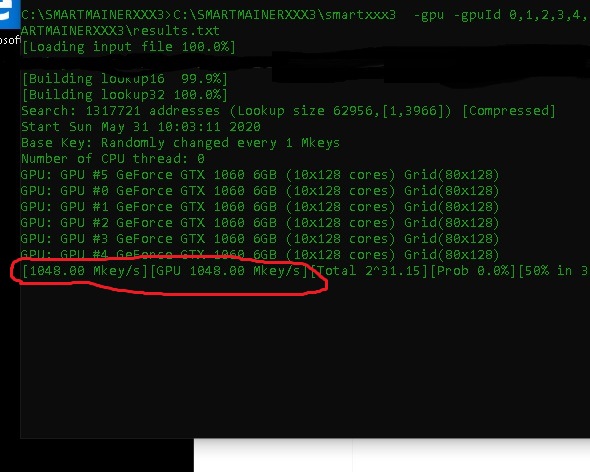 C:\SMARTMAINERXXX3>C:\SMARTMAINERXXX3\smartxxx3 -gpu -gpuId 0,1,2,3,4,
osoft
ARTMAINERXXX3\results.txt
[Loading input file 100.0%]
[Building lookup16 99.9%]
[Building lookup32 100.0%]
Search: 1317721 addresses (Lookup size 62956,[1,3966]) [Compressed]
Start Sun May 31 10:03:11 2020
Base Key: Randomly changed every 1 Mkeys
Number of CPU thread: 0
GPU: GPU #5 GeForce GTX 1060 6GB (10x128 cores) Grid(80x128)
GPU: GPU #0 GeForce GTX 1060 6GB (10x128 cores) Grid(80x128)
GPU: GPU #1 GeForce GTX 1060 6GB (10x128 cores) Grid(80x128)
GPU: GPU #2 GeForce GTX 1060 6GB (10x128 cores) Grid(80x128)
GPU: GPU #3 GeForce GTX 1060 6GB (10x128 cores) Grid(80x128)
GPU: GPU #4 GeForce GTX 1060 6GB (10x128 cores) Grid(80x128)
[1048.00 Mkey/s][GPU 1048.00 Mkey/s][Total 2^31.15][Prob 0.0%][50% in 3